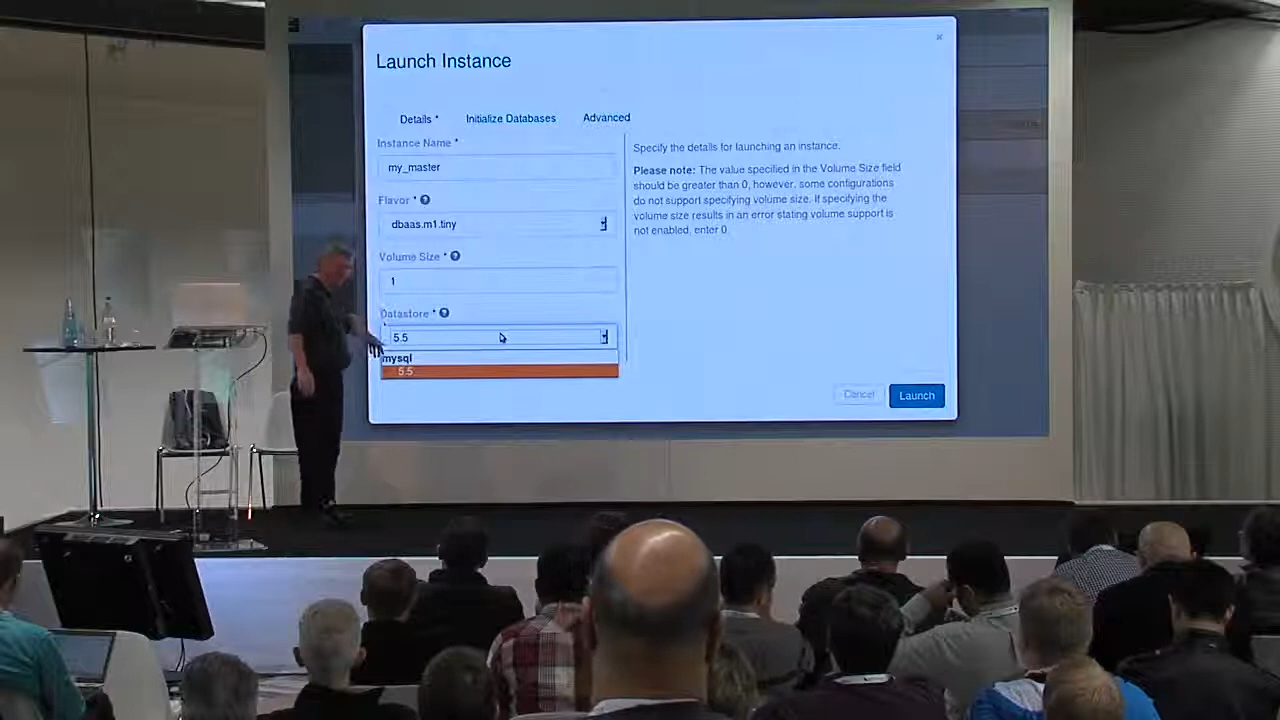 Launch Instance
×
Details *
Initialize Databases
Advanced
Instance Name *
my_master
Flavor * ?
dbaas.m1.tiny
Volume Size * ?
1
Datastore * ?
5.5
mysql
5.5
Specify the details for launching an instance.
Please note: The value specified in the Volume Size field
should be greater than 0, however, some configurations
do not support specifying volume size. If specifying the
volume size results in an error stating volume support is
not enabled, enter 0.
Cancel
Launch